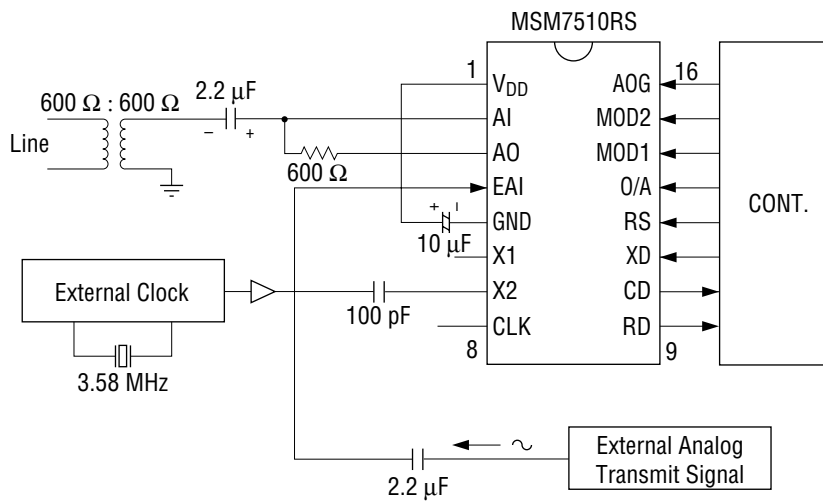 MSM7510RS
1
16
V_DD
AOG
600 Ω : 600 Ω
2.2 μF
AI
MOD2
Line
− +
AO
MOD1
600 Ω
EAI
O/A
CONT.
+ −
GND
RS
10 μF
X1
XD
External Clock
X2
CD
100 pF
CLK
RD
8
9
3.58 MHz
External Analog
Transmit Signal
2.2 μF